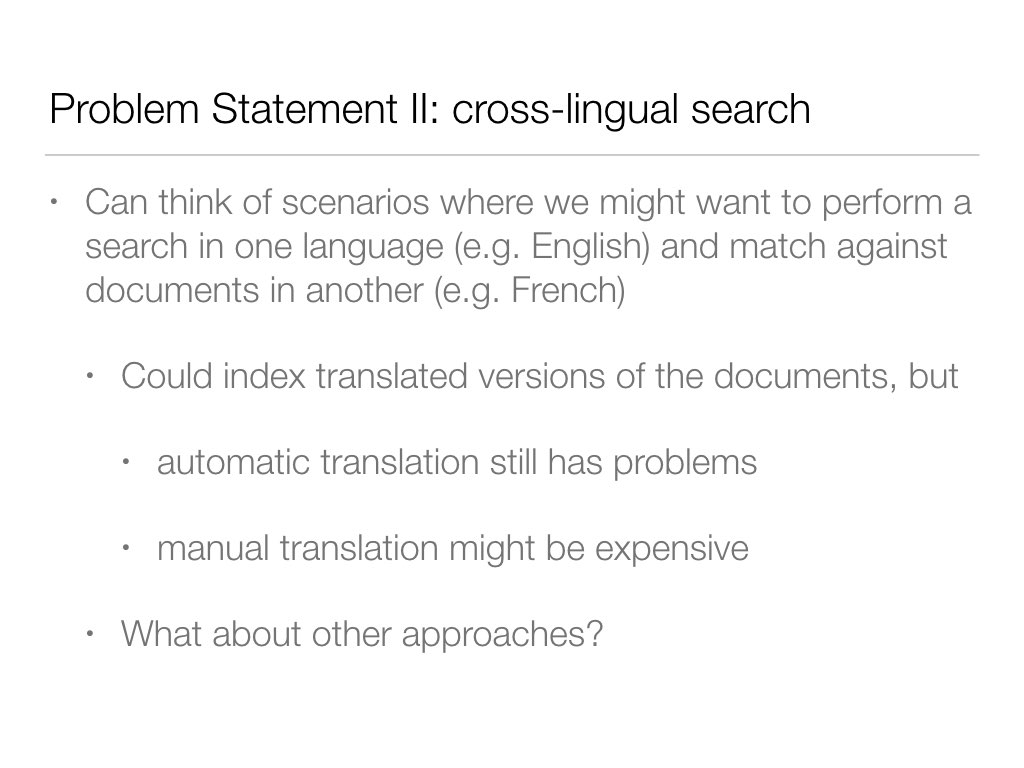 Problem Statement II: cross-lingual search
• Can think of scenarios where we might want to perform a
search in one language (e.g. English) and match against
documents in another (e.g. French)
• Could index translated versions of the documents, but
• automatic translation still has problems
• manual translation might be expensive
• What about other approaches?